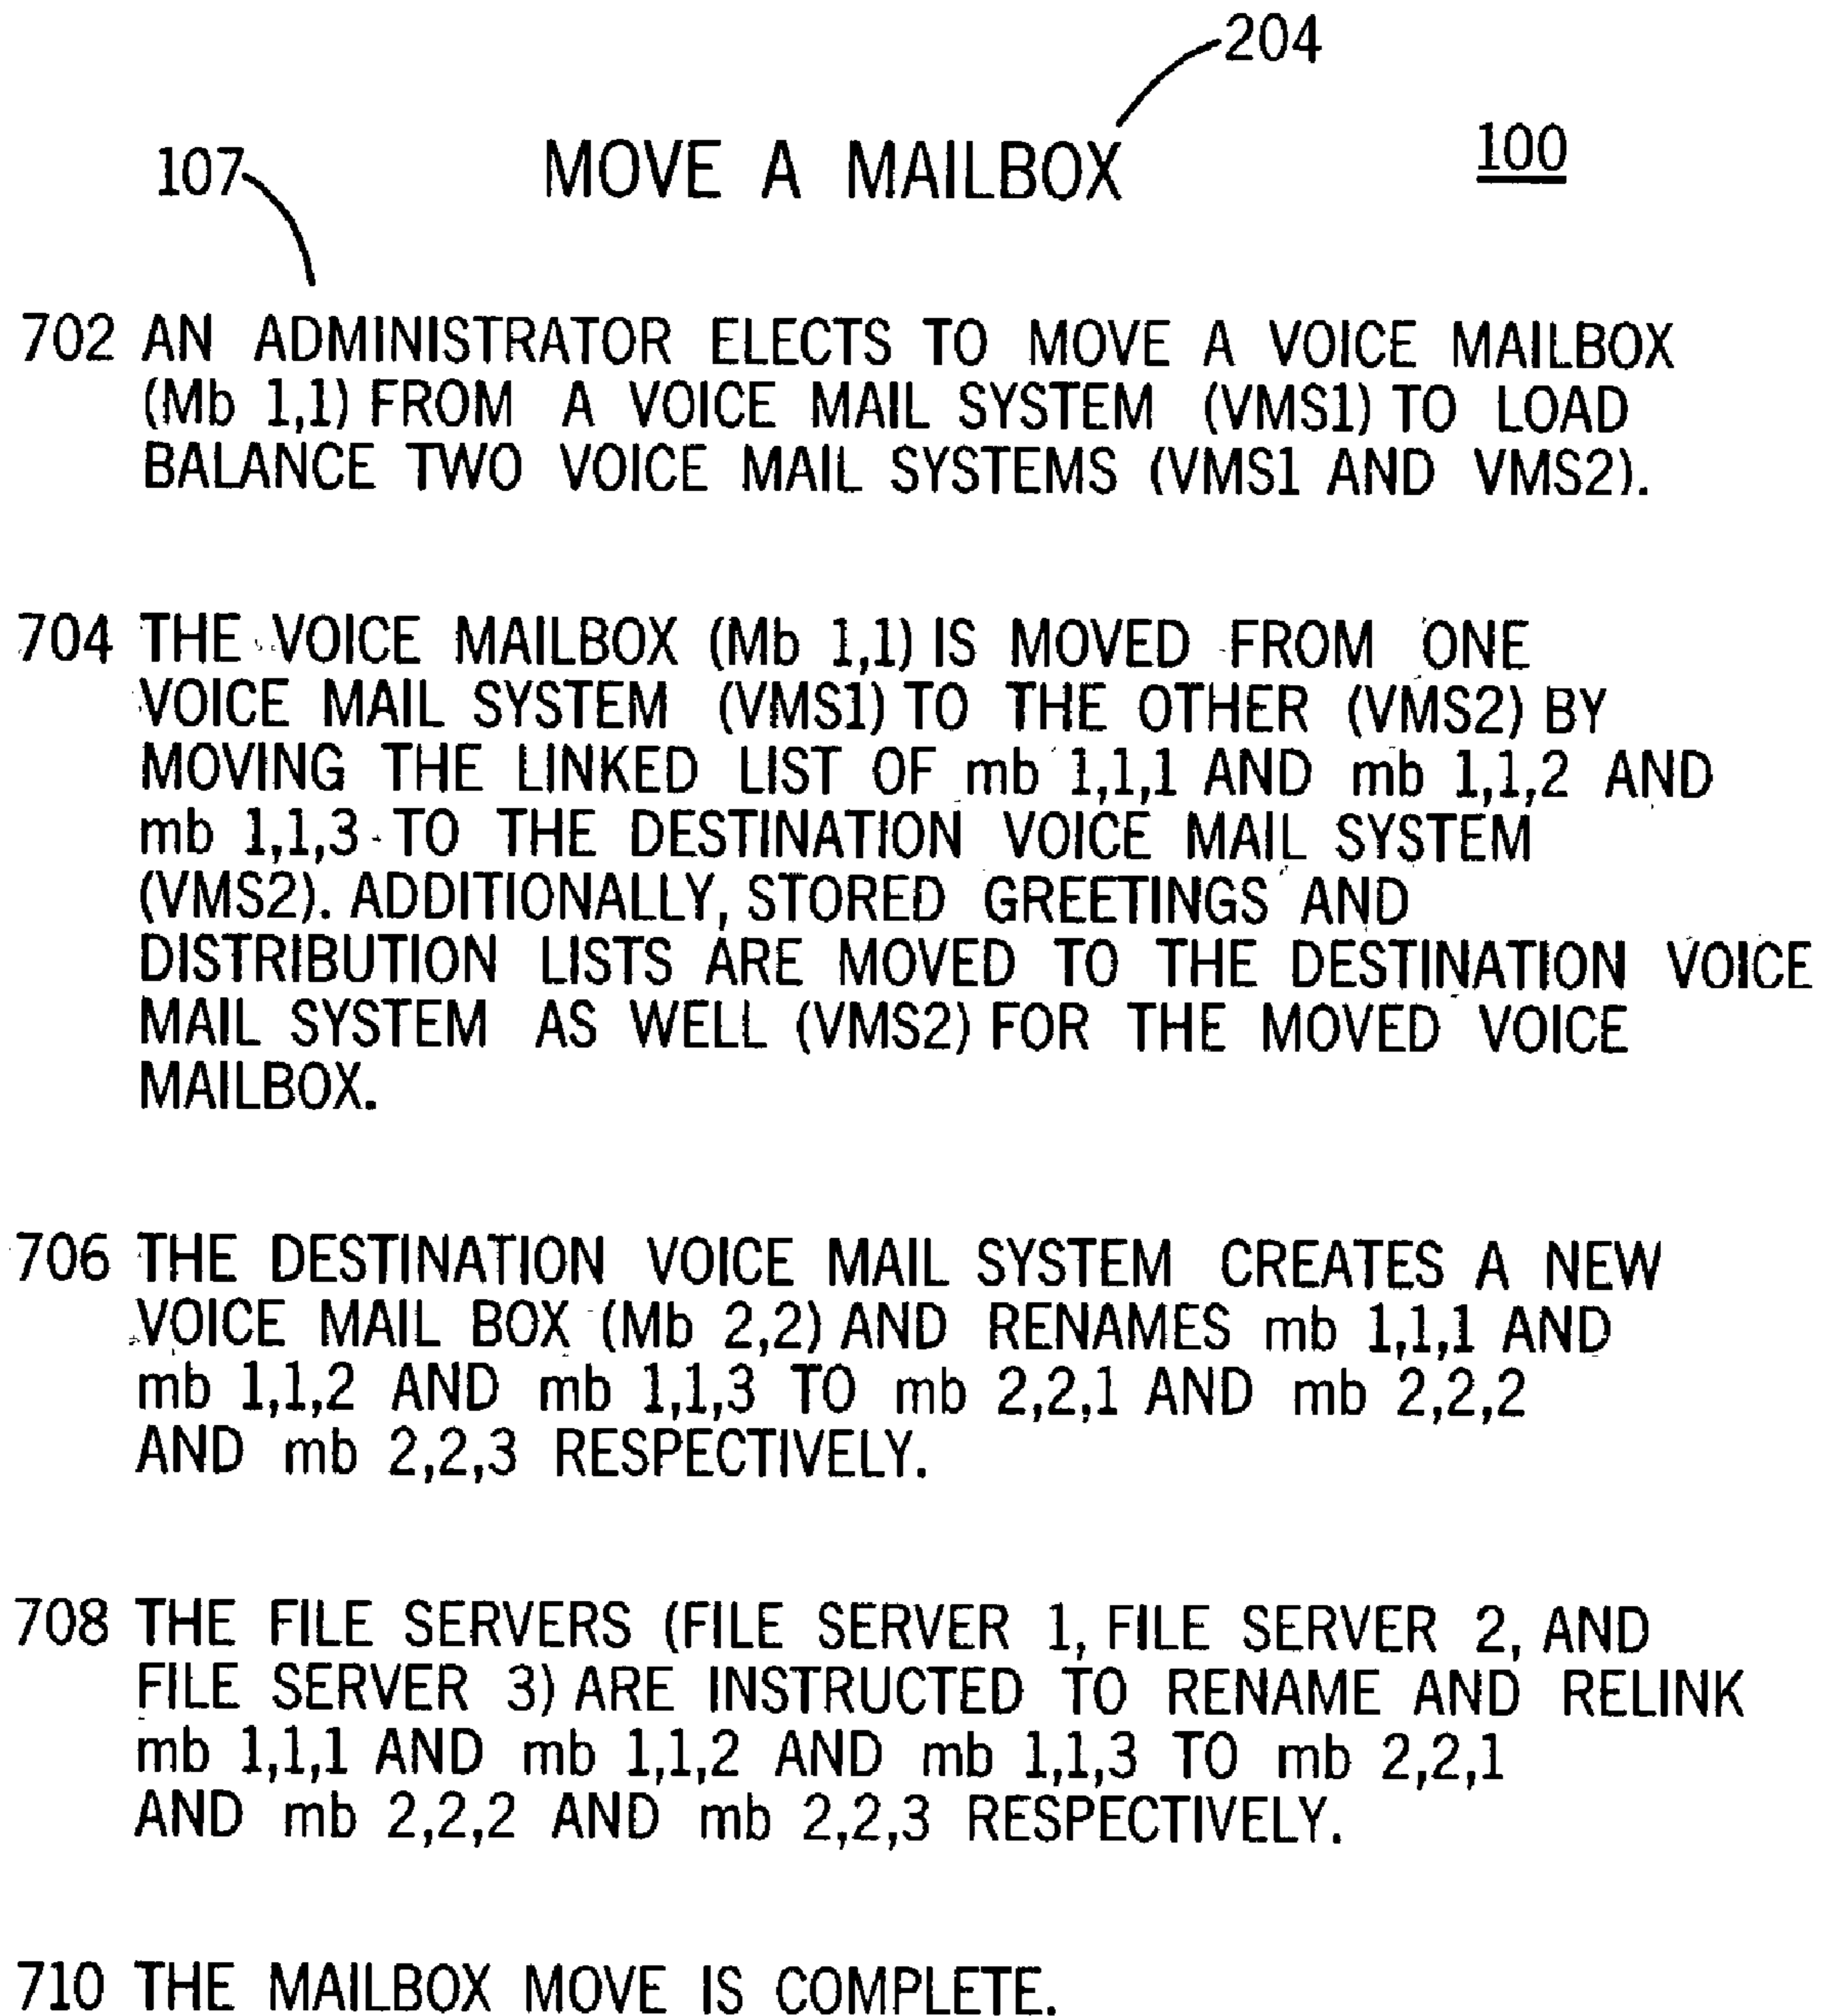 204
107 MOVE A MAILBOX 100
702 AN ADMINISTRATOR ELECTS TO MOVE A VOICE MAILBOX
(Mb 1,1) FROM A VOICE MAIL SYSTEM (VMS1) TO LOAD
BALANCE TWO VOICE MAIL SYSTEMS (VMS1 AND VMS2).
704 THE VOICE MAILBOX (Mb 1,1) IS MOVED FROM ONE
VOICE MAIL SYSTEM (VMS1) TO THE OTHER (VMS2) BY
MOVING THE LINKED LIST OF mb 1,1,1 AND mb 1,1,2 AND
mb 1,1,3 TO THE DESTINATION VOICE MAIL SYSTEM
(VMS2). ADDITIONALLY, STORED GREETINGS AND
DISTRIBUTION LISTS ARE MOVED TO THE DESTINATION VOICE
MAIL SYSTEM AS WELL (VMS2) FOR THE MOVED VOICE
MAILBOX.
706 THE DESTINATION VOICE MAIL SYSTEM CREATES A NEW
VOICE MAIL BOX (Mb 2,2) AND RENAMES mb 1,1,1 AND
mb 1,1,2 AND mb 1,1,3 TO mb 2,2,1 AND mb 2,2,2
AND mb 2,2,3 RESPECTIVELY.
708 THE FILE SERVERS (FILE SERVER 1, FILE SERVER 2, AND
FILE SERVER 3) ARE INSTRUCTED TO RENAME AND RELINK
mb 1,1,1 AND mb 1,1,2 AND mb 1,1,3 TO mb 2,2,1
AND mb 2,2,2 AND mb 2,2,3 RESPECTIVELY.
710 THE MAILBOX MOVE IS COMPLETE.